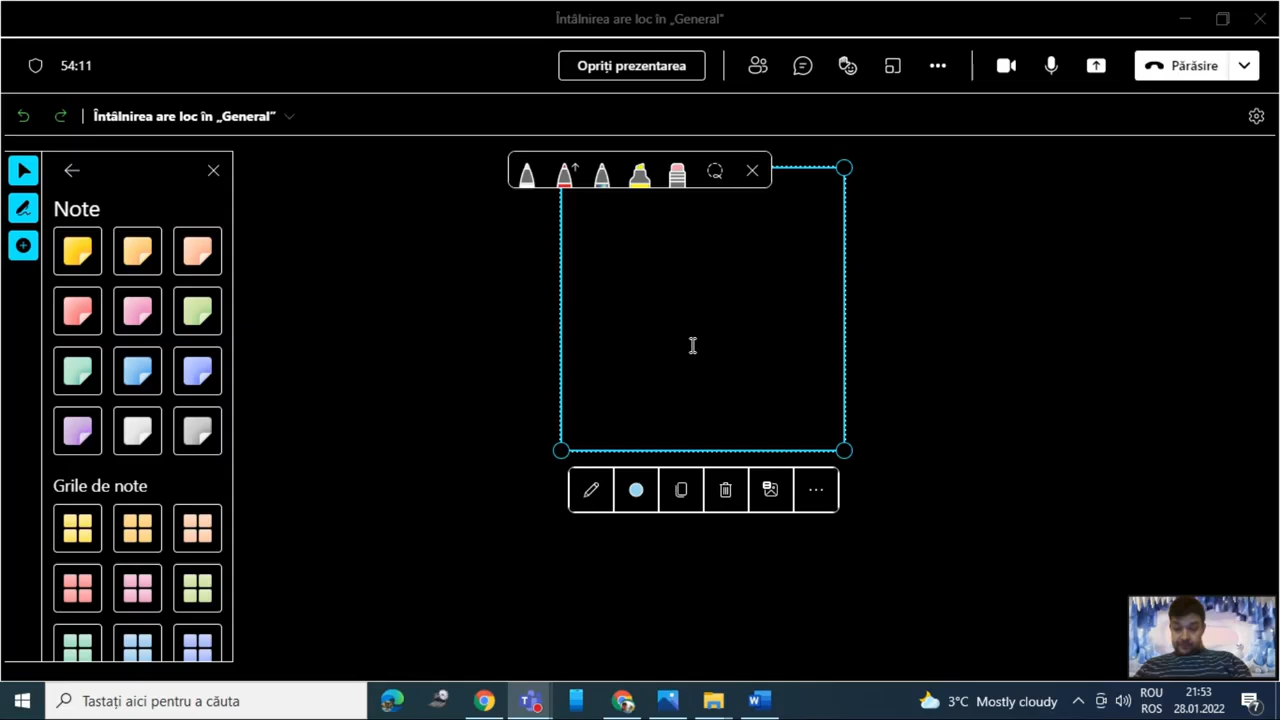 Întâlnirea are loc în „General”
54:11
Opriți prezentarea
Părăsire
Întâlnirea are loc în „General”
Note
Grile de note
Tastați aici pentru a căuta
3°C Mostly cloudy
ROU
ROS
21:53
28.01.2022
7